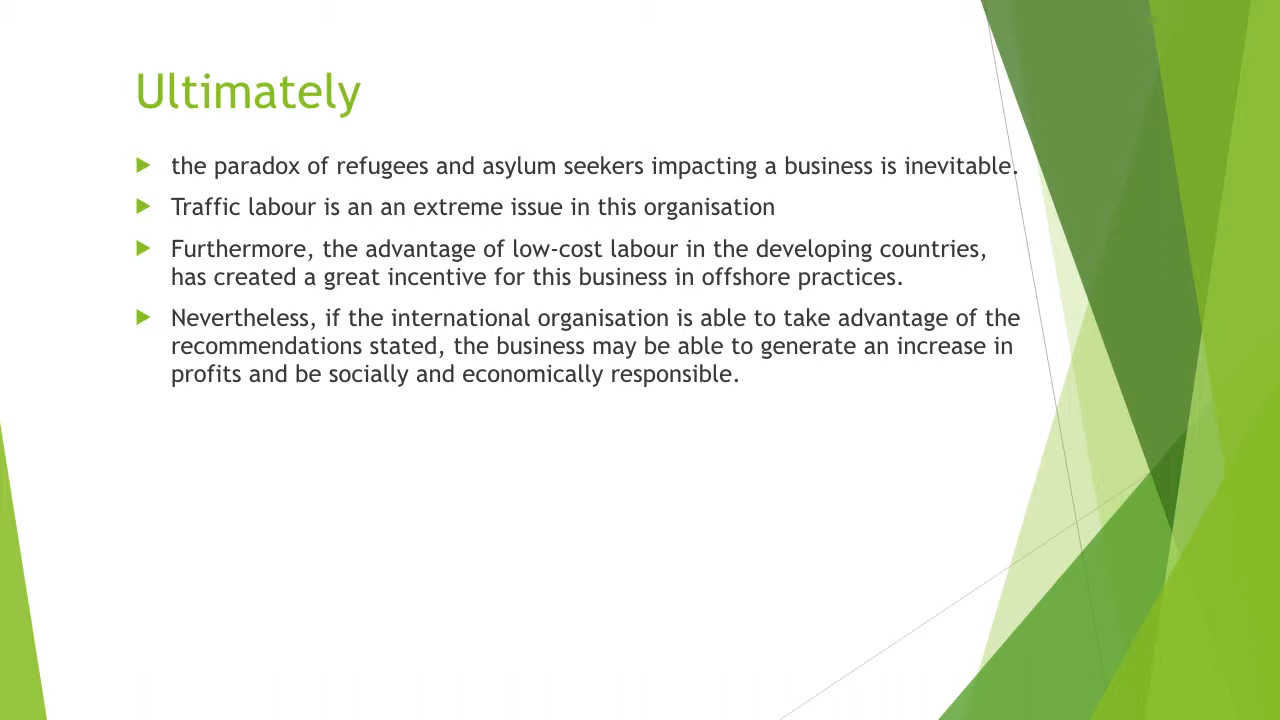 Ultimately
the paradox of refugees and asylum seekers impacting a business is inevitable.
Traffic labour is an an extreme issue in this organisation
Furthermore, the advantage of low-cost labour in the developing countries,
has created a great incentive for this business in offshore practices.
Nevertheless, if the international organisation is able to take advantage of the
recommendations stated, the business may be able to generate an increase in
profits and be socially and economically responsible.